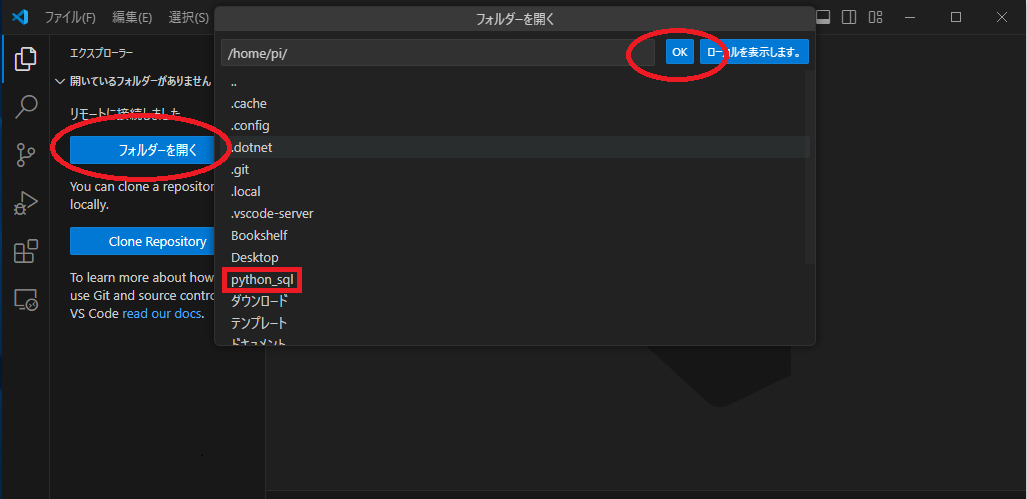 ファイル(F) 編集(E) 選択(S)
フォルダーを開く
エクスプローラー
開いているフォルダーがありません
リモートに接続しました
フォルダーを開く
You can clone a repositor
locally.
Clone Repository
To learn more about how
use Git and source contro
VS Code read our docs.
/home/pi/
OK
ローカルを表示します。
..
.cache
.config
.dotnet
.git
.local
.vscode-server
Bookshelf
Desktop
python_sql
ダウンロード
テンプレート
ドキュメント